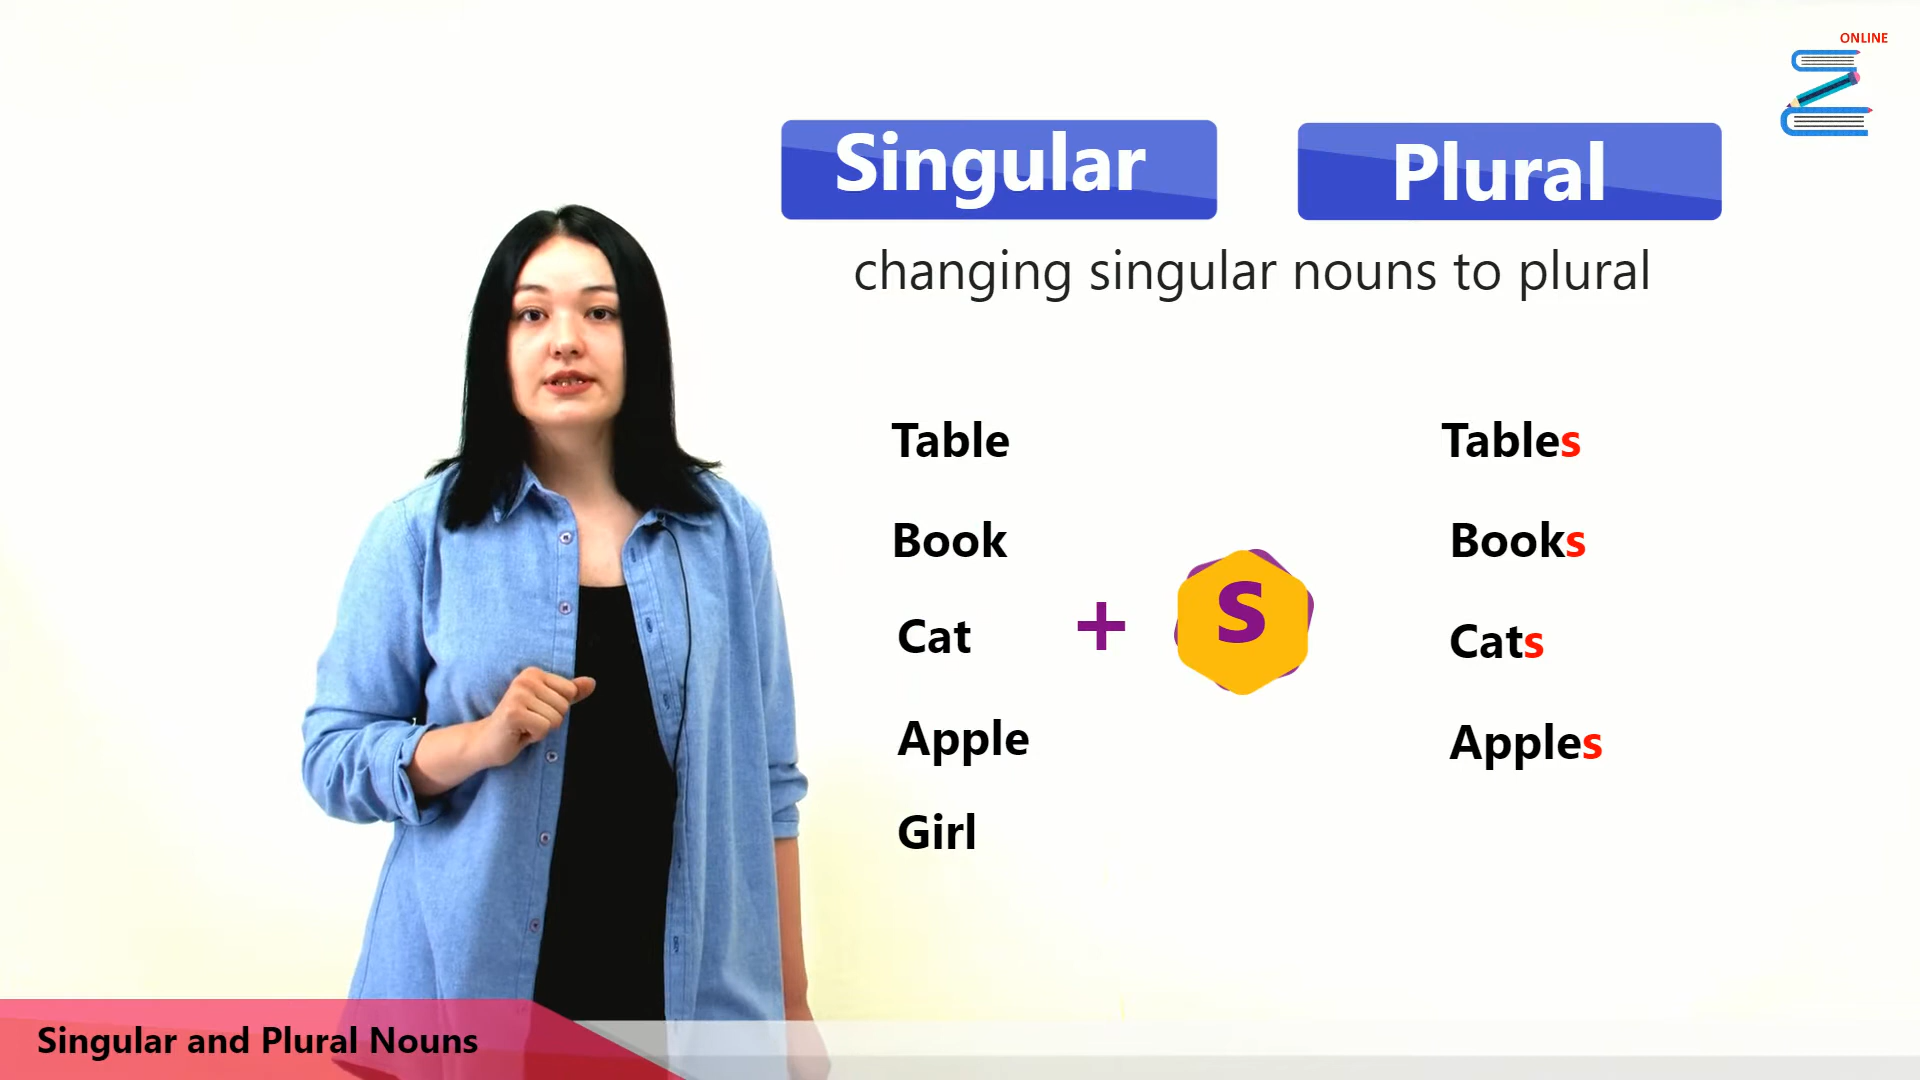 ONLINE
Singular Plural
changing singular nouns to plural
Table Tables
Book Books
Cat + S Cats
Apple Apples
Girl
Singular and Plural Nouns